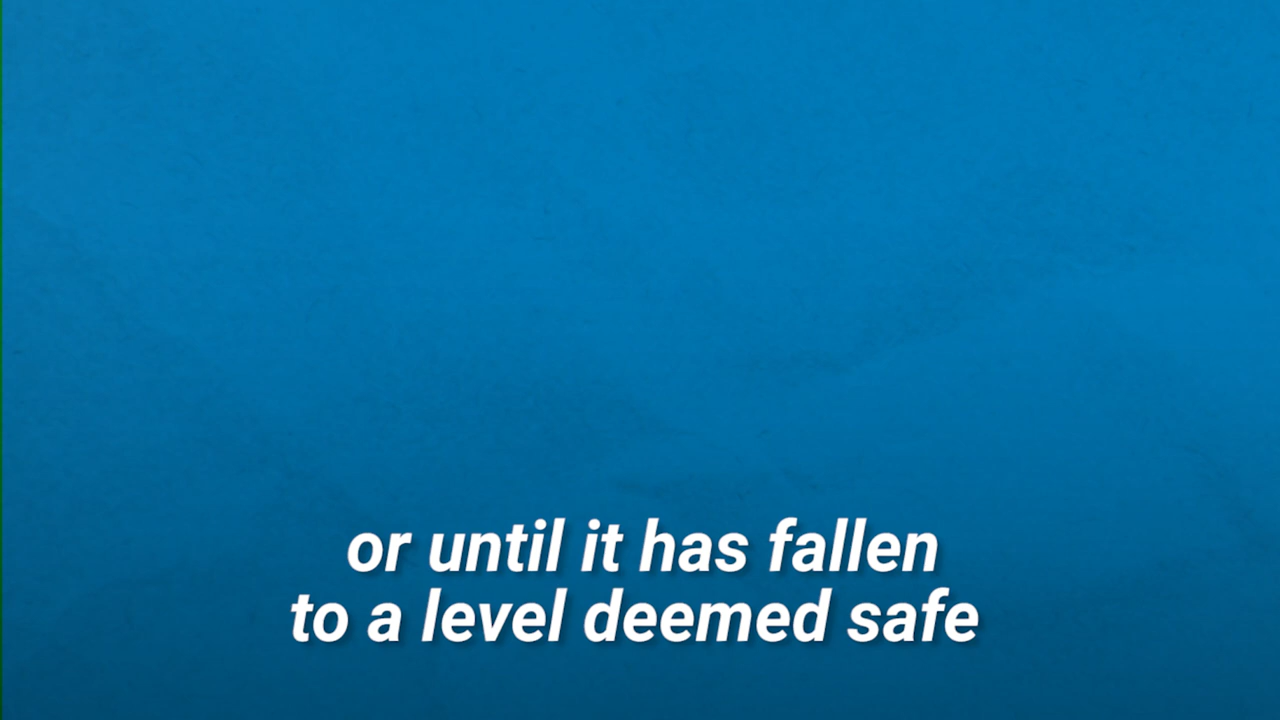 or until it has fallen
to a level deemed safe